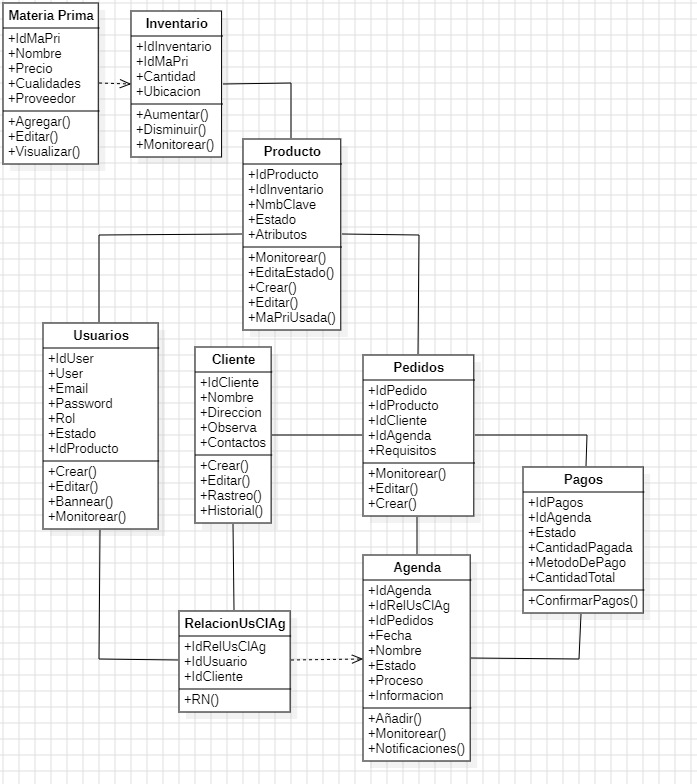 Materia Prima
+IdMaPri
+Nombre
+Precio
+Cualidades
+Proveedor
+Agregar()
+Editar()
+Visualizar()
Inventario
+IdInventario
+IdMaPri
+Cantidad
+Ubicacion
+Aumentar()
+Disminuir()
+Monitorear()
Producto
+IdProducto
+IdInventario
+NmbClave
+Estado
+Atributos
+Monitorear()
+EditaEstado()
+Crear()
+Editar()
+MaPriUsada()
Usuarios
+IdUser
+User
+Email
+Password
+Rol
+Estado
+IdProducto
+Crear()
+Editar()
+Bannear()
+Monitorear()
Cliente
+IdCliente
+Nombre
+Direccion
+Observa
+Contactos
+Crear()
+Editar()
+Rastreo()
+Historial()
Pedidos
+IdPedido
+IdProducto
+IdCliente
+IdAgenda
+Requisitos
+Monitorear()
+Editar()
+Crear()
Pagos
+IdPagos
+IdAgenda
+Estado
+CantidadPagada
+MetodoDePago
+CantidadTotal
+ConfirmarPagos()
RelacionUsClAg
+IdRelUsClAg
+IdUsuario
+IdCliente
+RN()
Agenda
+IdAgenda
+IdRelUsClAg
+IdPedidos
+Fecha
+Nombre
+Estado
+Proceso
+Informacion
+Añadir()
+Monitorear()
+Notificaciones()